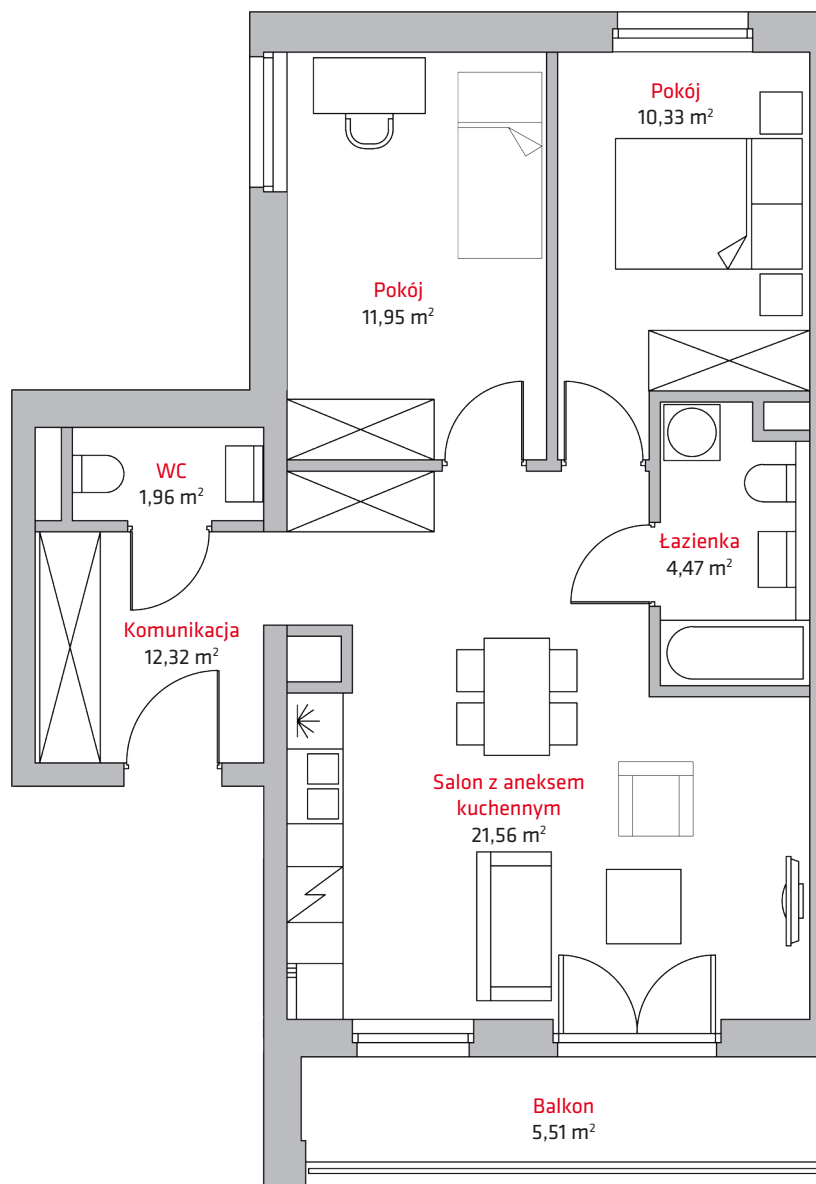 Pokój
10,33 m²
Pokój
11,95 m²
WC
1,96 m²
Łazienka
4,47 m²
Komunikacja
12,32 m²
Salon z aneksem
kuchennym
21,56 m²
Balkon
5,51 m²